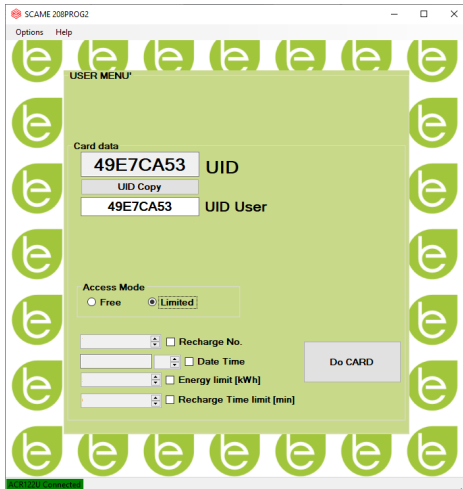 SCAME 208PROG2
Options Help
USER MENU'
Card data
49E7CA53 UID
UID Copy
49E7CA53 UID User
Access Mode
Free Limited
Recharge No.
Date Time
Do CARD
Energy limit [kWh]
Recharge Time limit [min]
ACR122U Connected